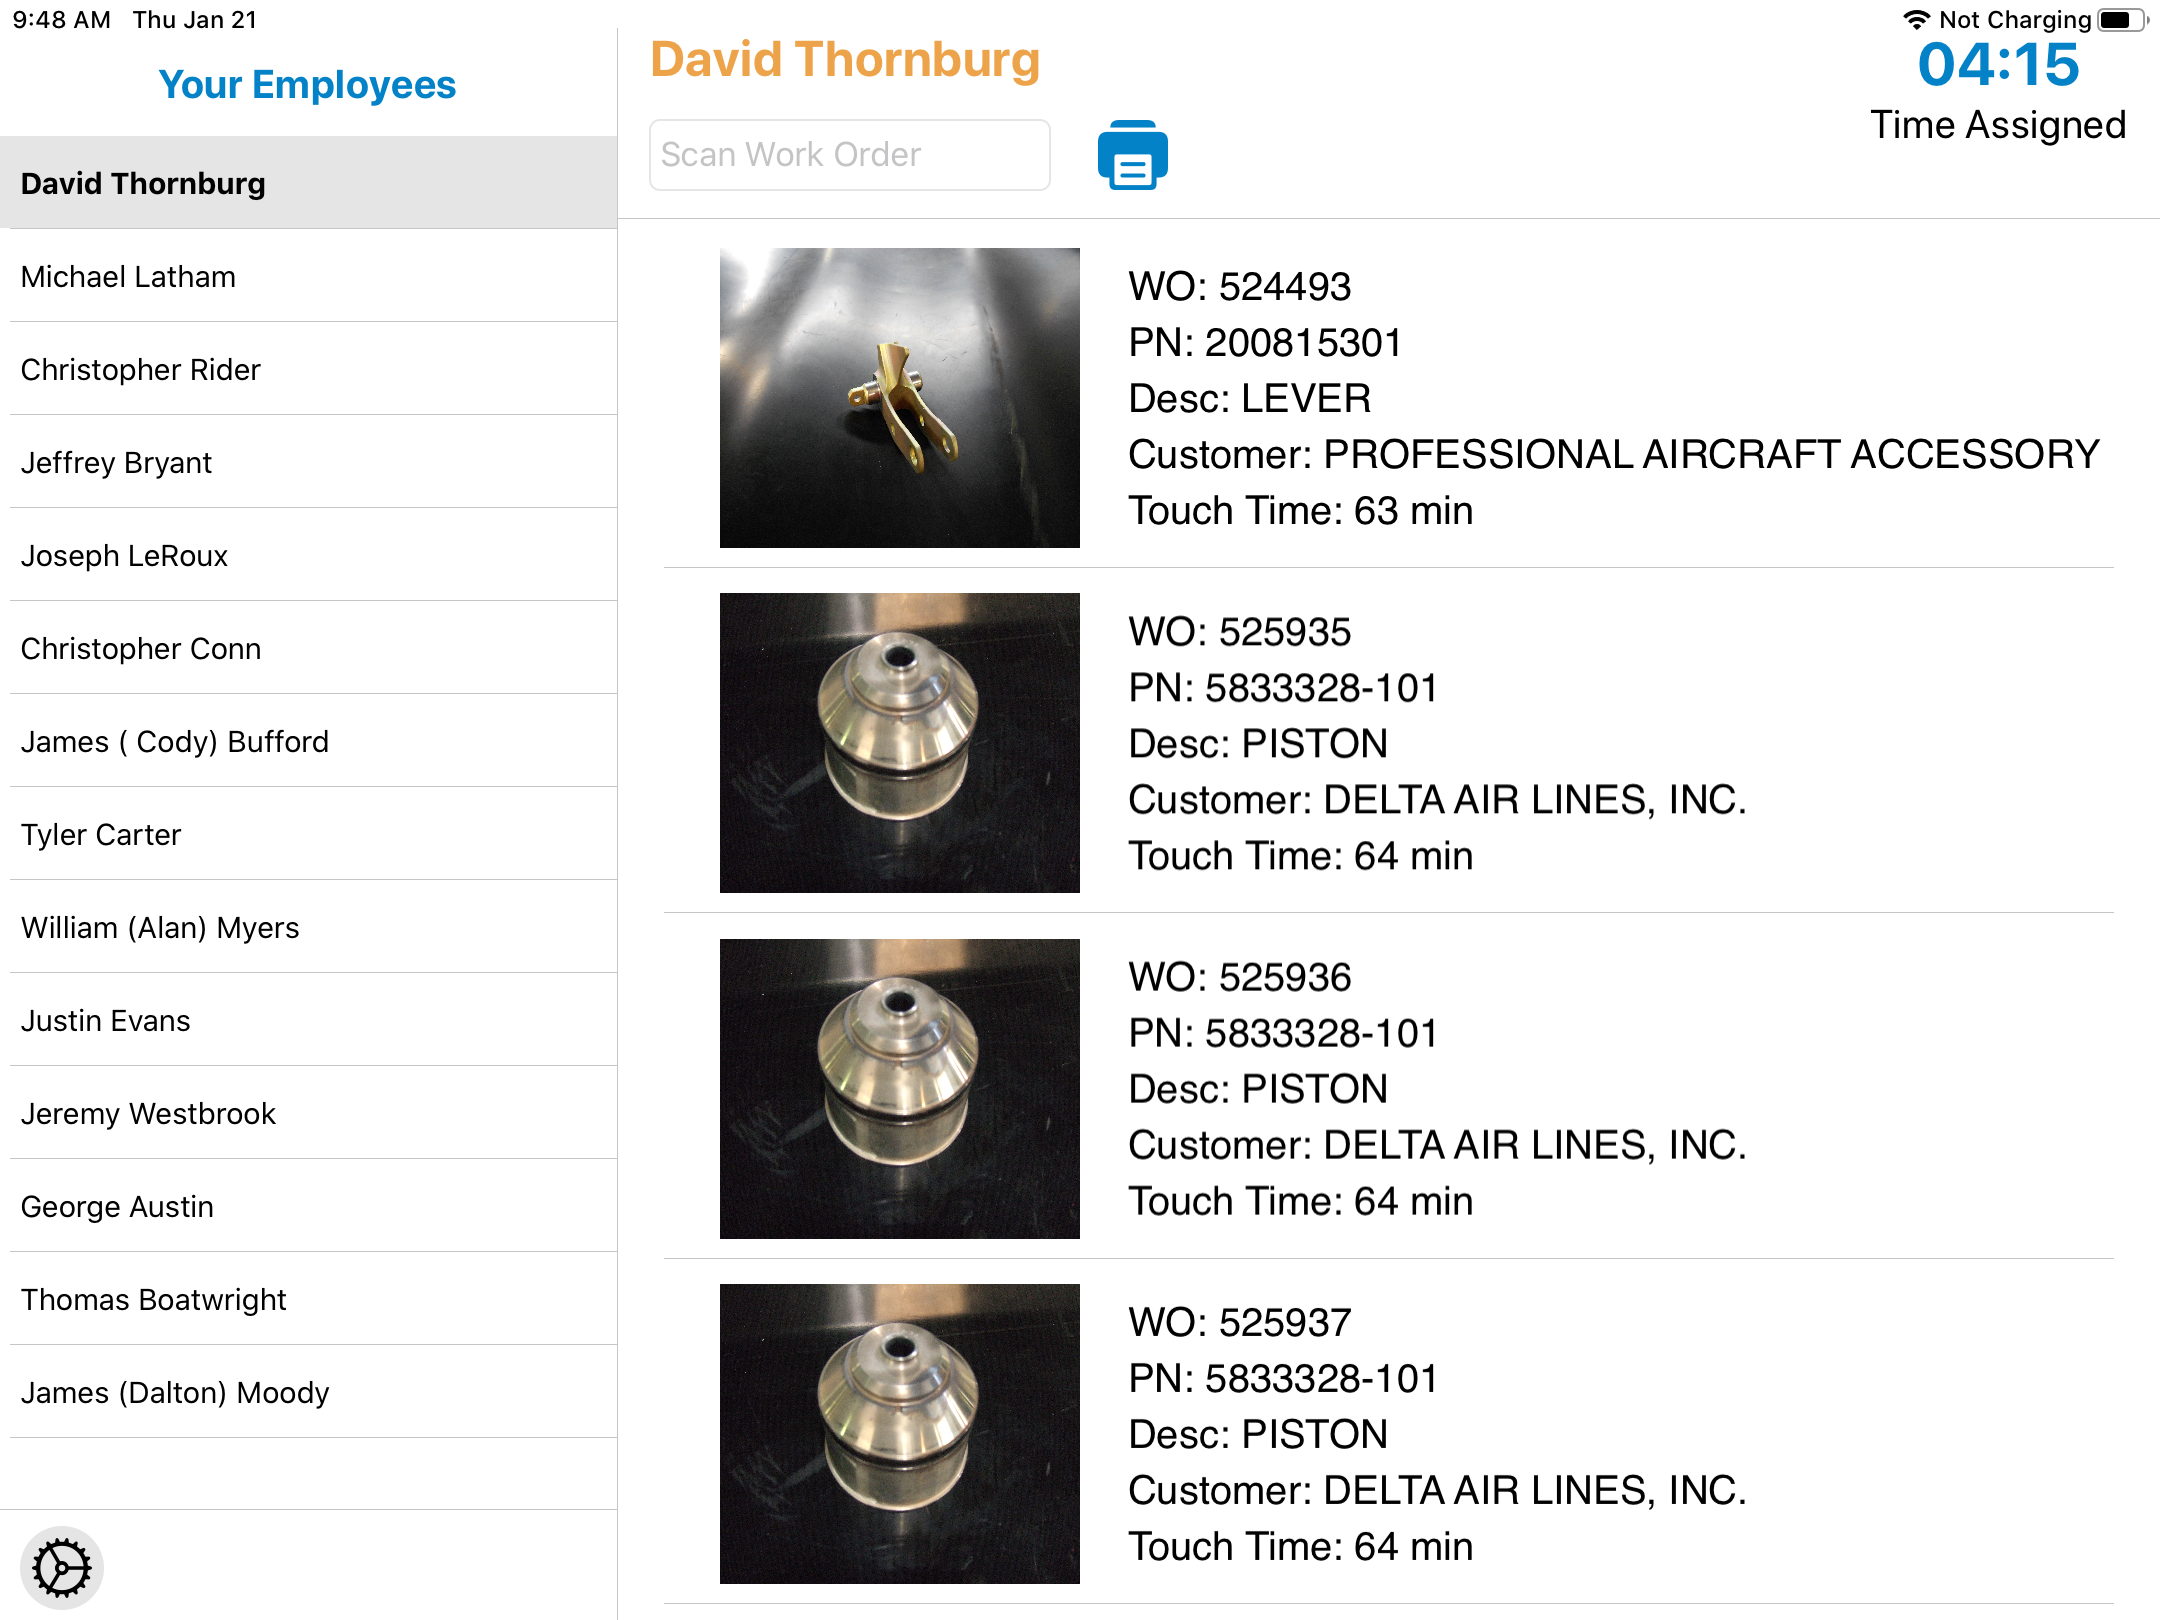 9:48 AM Thu Jan 21
Not Charging
Your Employees
David Thornburg
Michael Latham
Christopher Rider
Jeffrey Bryant
Joseph LeRoux
Christopher Conn
James ( Cody) Bufford
Tyler Carter
William (Alan) Myers
Justin Evans
Jeremy Westbrook
George Austin
Thomas Boatwright
James (Dalton) Moody
David Thornburg
04:15
Time Assigned
Scan Work Order
WO: 524493
PN: 200815301
Desc: LEVER
Customer: PROFESSIONAL AIRCRAFT ACCESSORY
Touch Time: 63 min
WO: 525935
PN: 5833328-101
Desc: PISTON
Customer: DELTA AIR LINES, INC.
Touch Time: 64 min
WO: 525936
PN: 5833328-101
Desc: PISTON
Customer: DELTA AIR LINES, INC.
Touch Time: 64 min
WO: 525937
PN: 5833328-101
Desc: PISTON
Customer: DELTA AIR LINES, INC.
Touch Time: 64 min